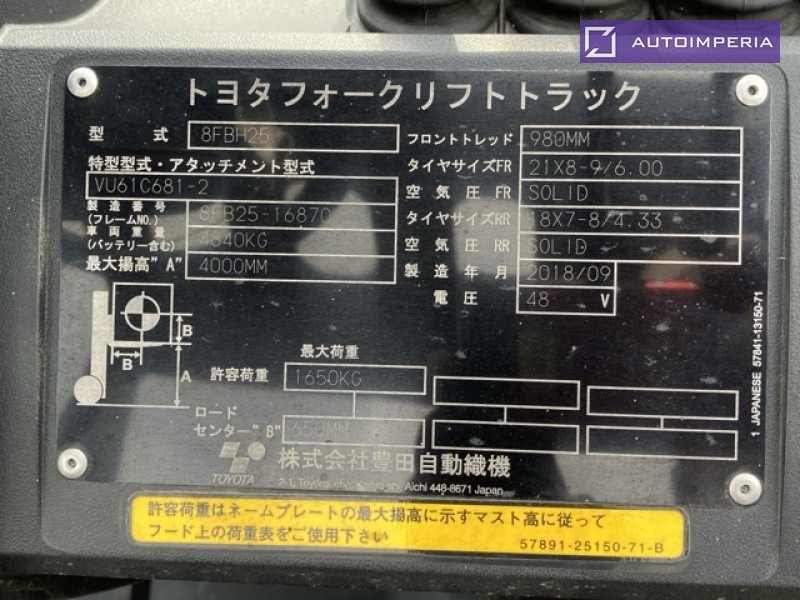 AUTOIMPERIA
トヨタフォークリフトトラック
型式 8FBH25
特型型式・アタッチメント型式
VU61C681-2
製造番号
(フレームNO.) 8FB25-16870
車両重量
(バッテリー含む) 4840KG
最大揚高"A" 4000MM
フロントトレッド 980MM
タイヤサイズFR 21X8-9/6.00
空気圧FR SOLID
タイヤサイズRR 18X7-8/4.33
空気圧RR SOLID
製造年月 2018/09
電圧 48 V
B
B
A
最大荷重
許容荷重 1650KG
ロード
センター"B" 650MM
TOYOTA
株式会社豊田自動織機
2-1, Aichi 448-8671 Japan
1 JAPANESE 57841-13150-71
許容荷重はネームプレートの最大揚高に示すマスト高に従って
フード上の荷重表をご使用下さい
57891-25150-71-B